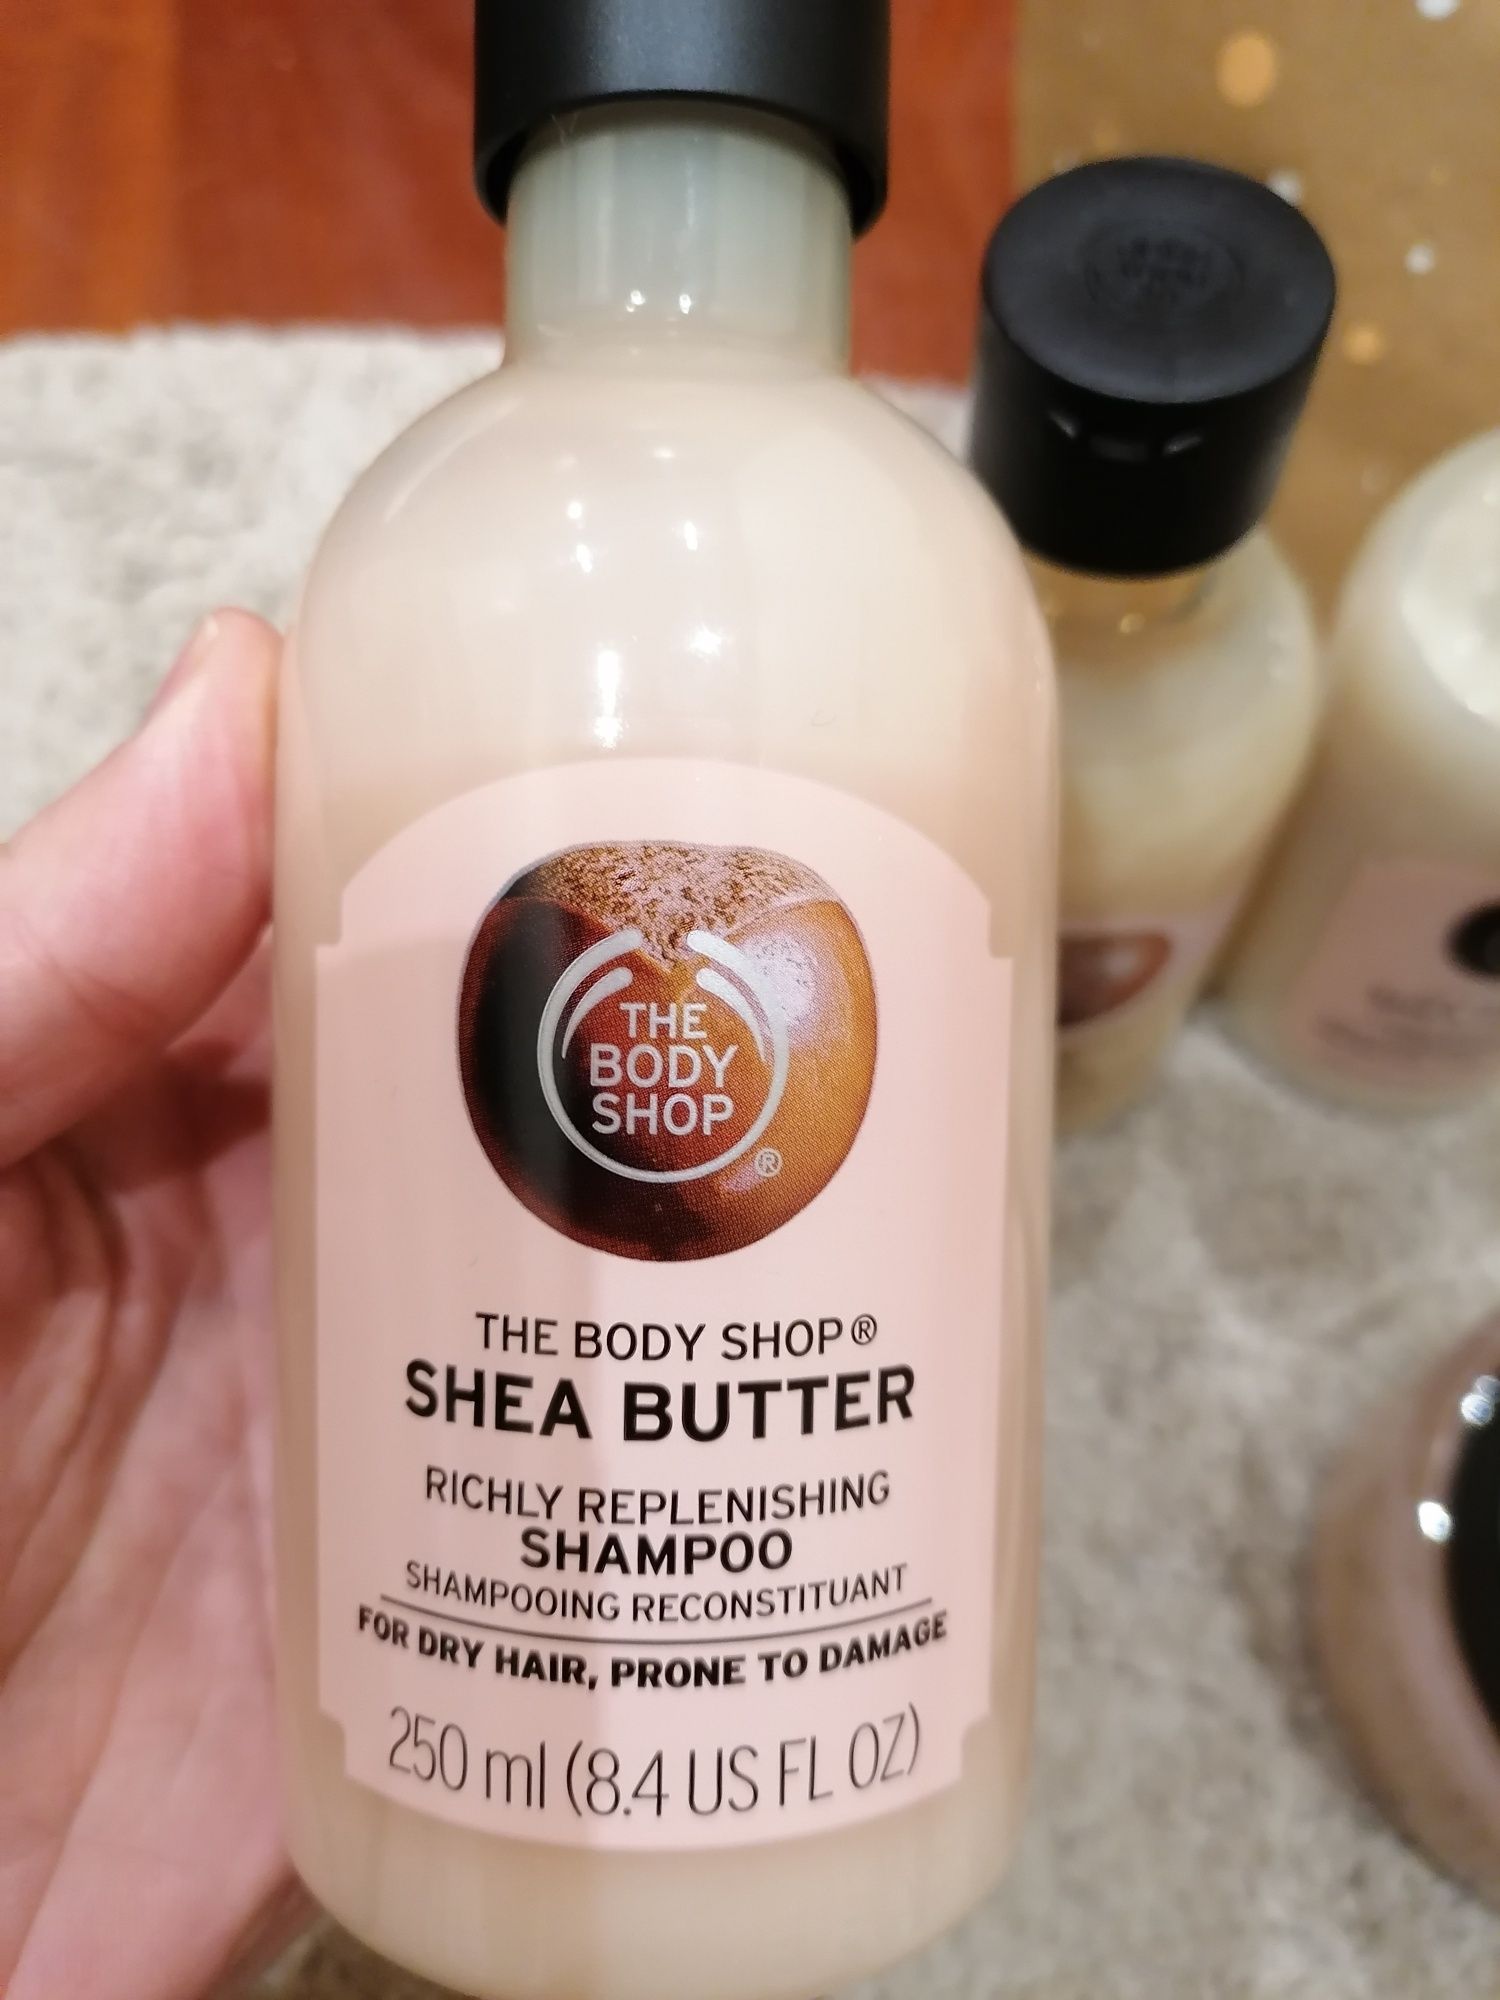 THE
BODY
SHOP
®
THE BODY SHOP®
SHEA BUTTER
RICHLY REPLENISHING
SHAMPOO
SHAMPOOING RECONSTITUANT
FOR DRY HAIR, PRONE TO DAMAGE
250 ml (8.4 US FL OZ)